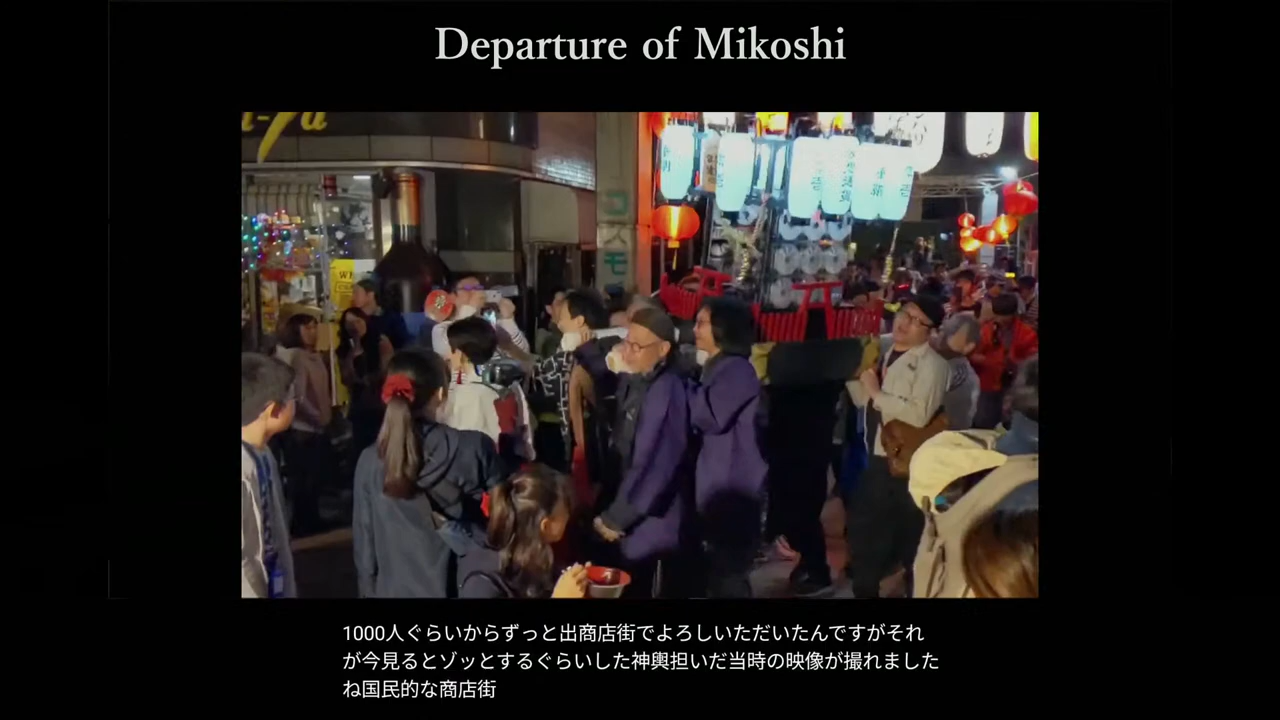 Departure of Mikoshi
コスモ
1000人ぐらいからずっと出商店街でよろしいただいたんですがそれ
が今見るとゾッとするぐらいした神輿担いだ当時の映像が撮れました
ね国民的な商店街